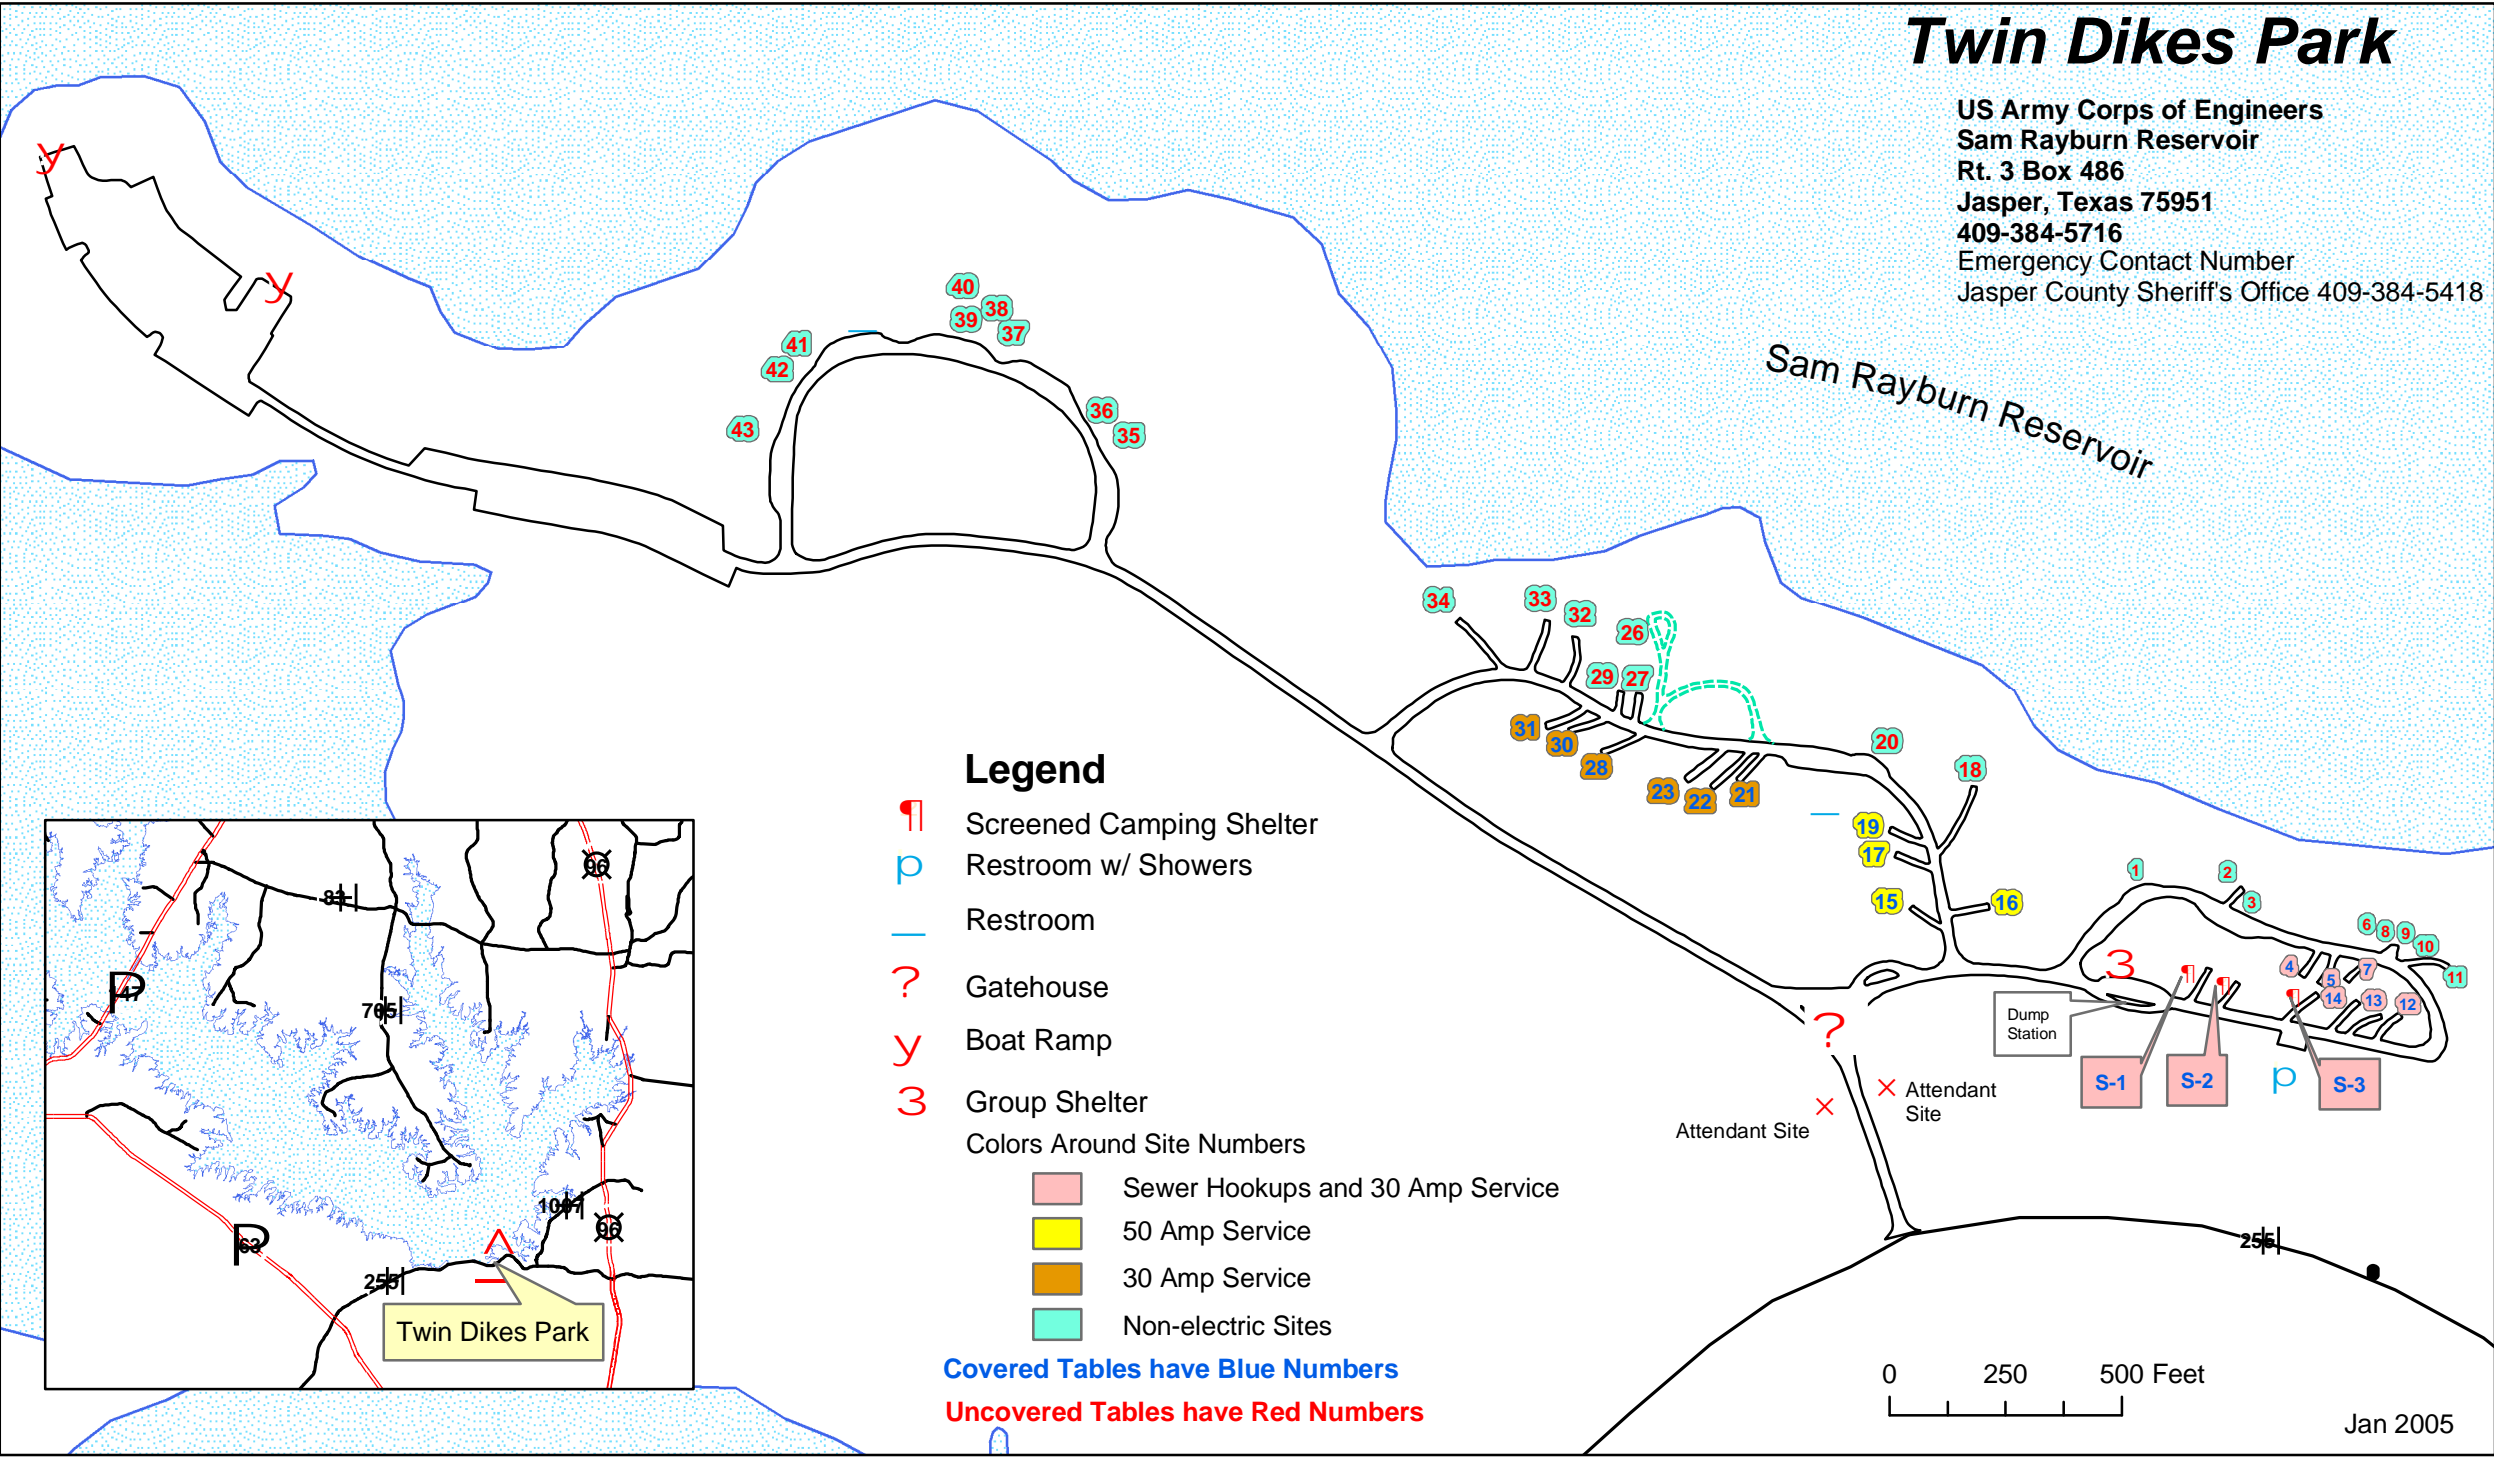 Twin Dikes Park
US Army Corps of Engineers
Sam Rayburn Reservoir
Rt. 3 Box 486
Jasper, Texas 75951
409-384-5716
Emergency Contact Number
Jasper County Sheriff's Office 409-384-5418
Sam Rayburn Reservoir
y
y
40
38
39
37
41
42
43
36
35
34
33
32
26
29
27
31
30
28
23
22
21
20
18
19
17
15
16
1
2
3
6
8
9
10
11
4
5
7
14
13
12
3
¶
¶
¶
Dump
Station
S-1
S-2
p
S-3
?
Attendant
Site
Attendant Site
255
Legend
¶ Screened Camping Shelter
p Restroom w/ Showers
Restroom
? Gatehouse
y Boat Ramp
3 Group Shelter
Colors Around Site Numbers
Sewer Hookups and 30 Amp Service
50 Amp Service
30 Amp Service
Non-electric Sites
Covered Tables have Blue Numbers
Uncovered Tables have Red Numbers
96
83
P
147
705
1007
96
P
63
255
Twin Dikes Park
0 250 500 Feet
Jan 2005